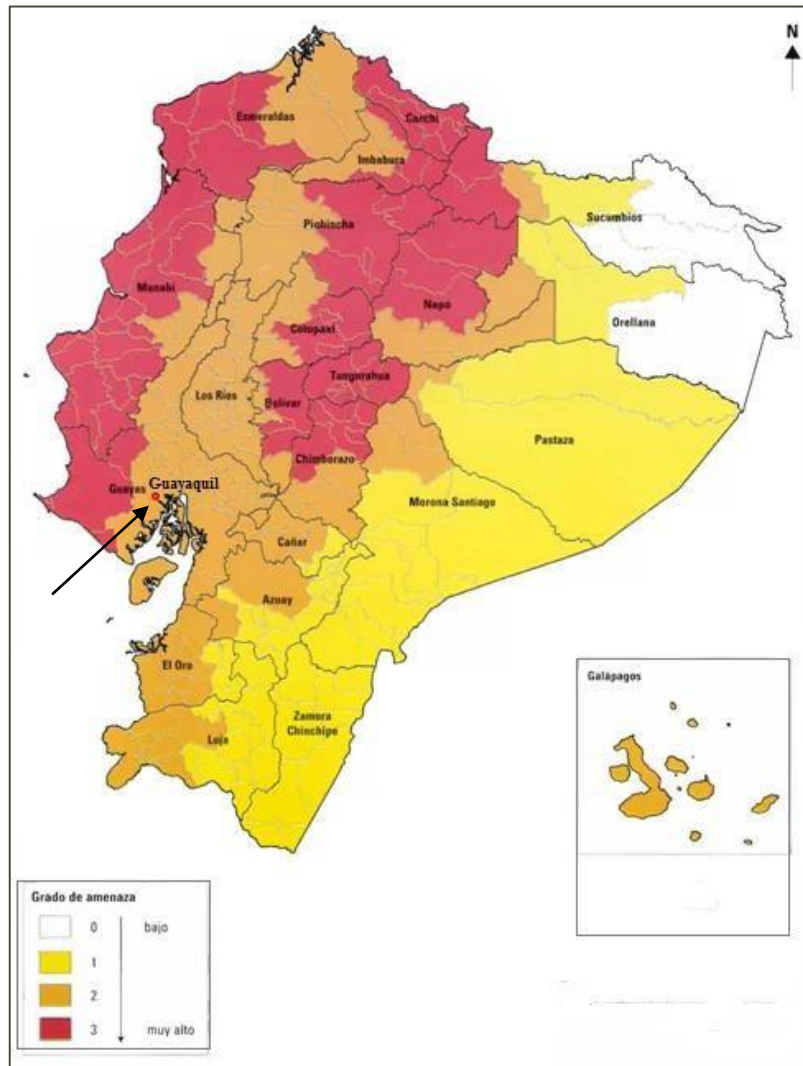 N
Esmeraldas
Carchi
Imbabura
Sucumbios
Pichincha
Manabi
Napo
Orellana
Cotopaxi
Tungurahua
Los Rios
Bolivar
Pastaza
Chimborazo
Guayaquil
Guayas
Morona Santiago
Cañar
Azuay
El Oro
Galápagos
Zamora
Chinchipe
Loja
Grado de amenaza
0 bajo
1
2
3 muy alto